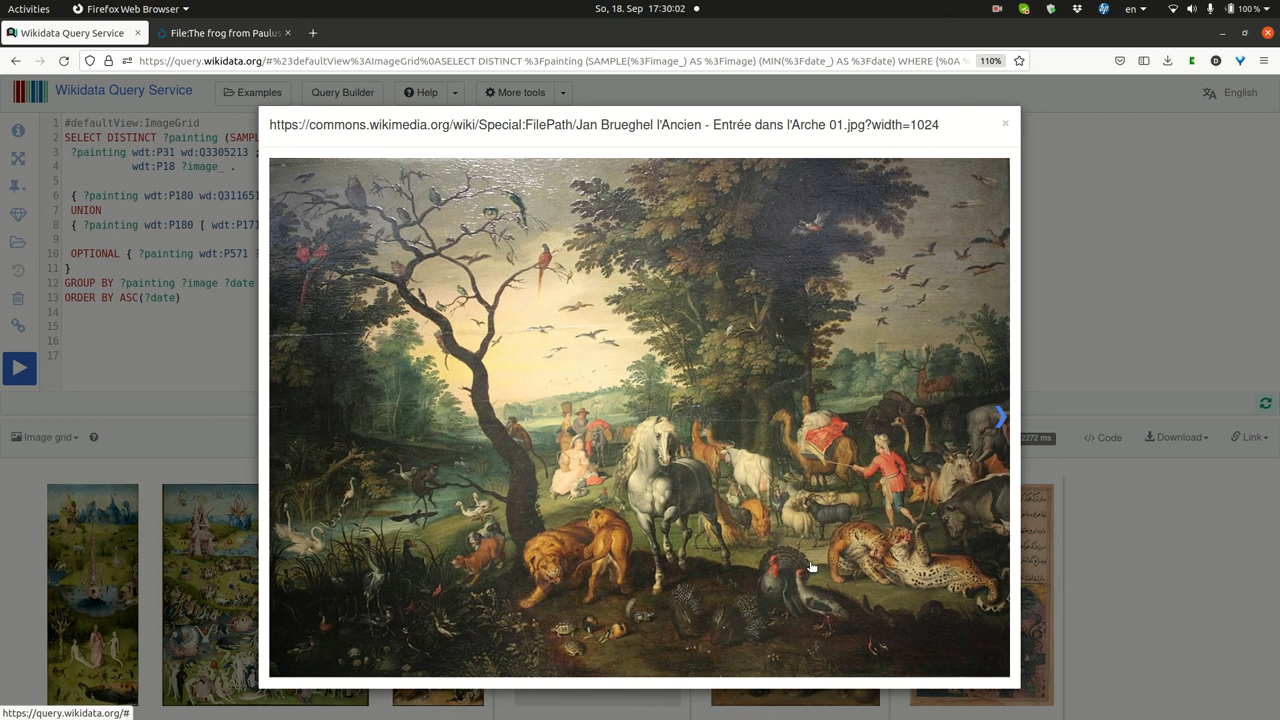 Activities
Firefox Web Browser
So, 18. Sep 17:30:02
en
100 %
Wikidata Query Service
File:The frog from Paulus
https://query.wikidata.org/#%23defaultView%3AImageGrid%0ASELECT DISTINCT %3Fpainting (SAMPLE(%3Fimage_) AS %3Fimage) (MIN(%3Fdate_) AS %3Fdate) WHERE {%0A %
110%
Wikidata Query Service
Examples
Query Builder
Help
More tools
English
https://commons.wikimedia.org/wiki/Special:FilePath/Jan Brueghel l'Ancien - Entrée dans l'Arche 01.jpg?width=1024
×
1 #defaultView:ImageGrid
2 SELECT DISTINCT ?painting (SAMPL
3 ?painting wdt:P31 wd:Q3305213 ;
4 wdt:P18 ?image_ .
5
6 { ?painting wdt:P180 wd:Q311651
7 UNION
8 { ?painting wdt:P180 [ wdt:P171
9
10 OPTIONAL { ?painting wdt:P571 ?
11 }
12 GROUP BY ?painting ?image ?date
13 ORDER BY ASC(?date)
14
15
16
17
Image grid
2272 ms
Code
Download
Link
https://query.wikidata.org/#